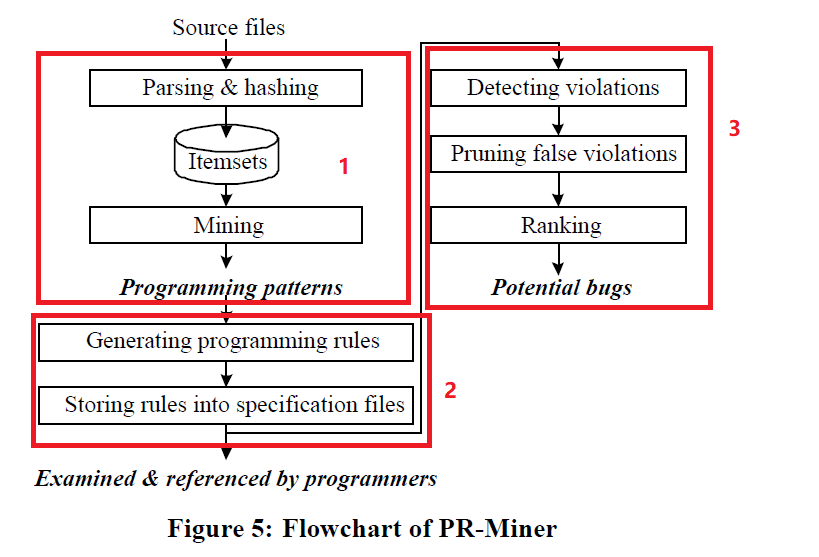 Source files
Parsing & hashing
Itemsets
1
Mining
Programming patterns
Generating programming rules
2
Storing rules into specification files
Examined & referenced by programmers
Detecting violations
3
Pruning false violations
Ranking
Potential bugs
Figure 5: Flowchart of PR-Miner